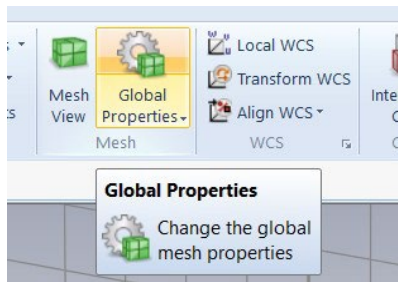 Mesh View
Global Properties
Mesh
Local WCS
Transform WCS
Align WCS
WCS
Global Properties
Change the global
mesh properties